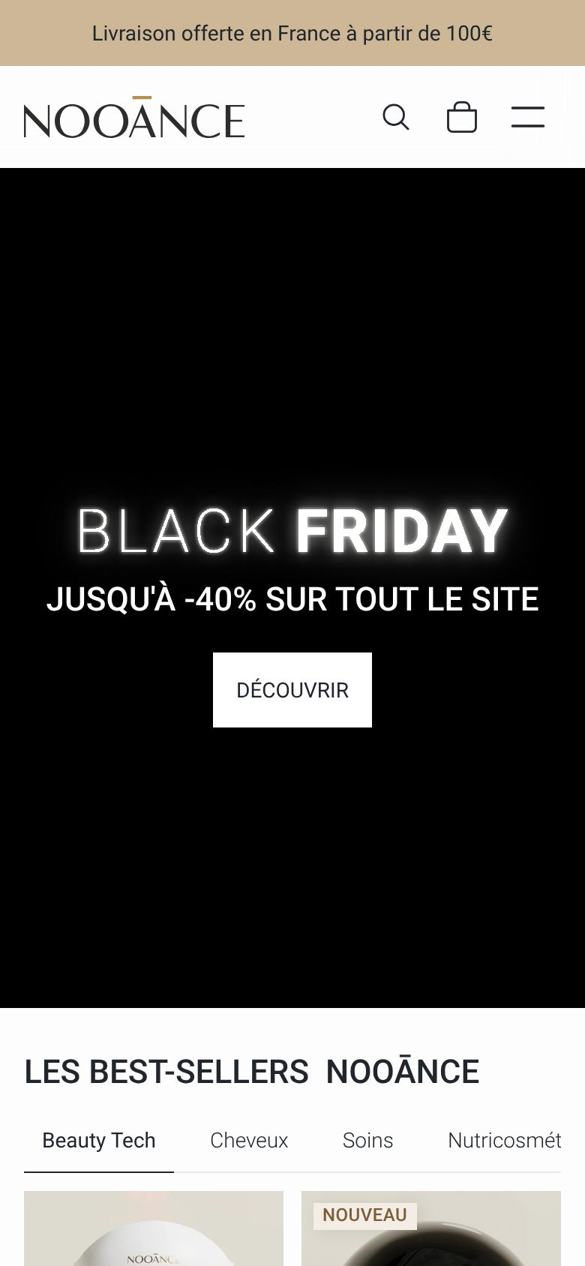 Livraison offerte en France à partir de 100€
NOOĀNCE
BLACK FRIDAY
JUSQU'À -40% SUR TOUT LE SITE
DÉCOUVRIR
LES BEST-SELLERS NOOĀNCE
Beauty Tech Cheveux Soins Nutricosmét
NOUVEAU
NOOĀNC